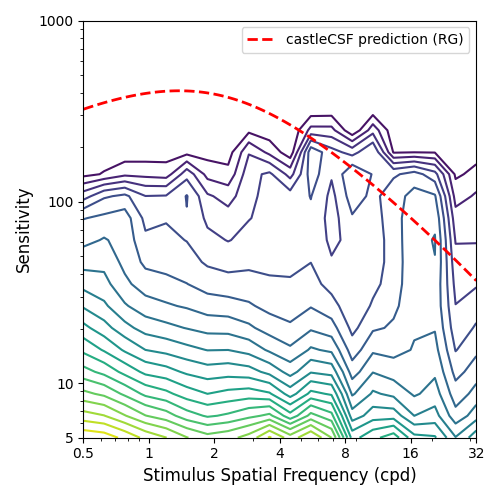 1000
castleCSF prediction (RG)
Sensitivity
100
10
5
0.5 1 2 4 8 16 32
Stimulus Spatial Frequency (cpd)